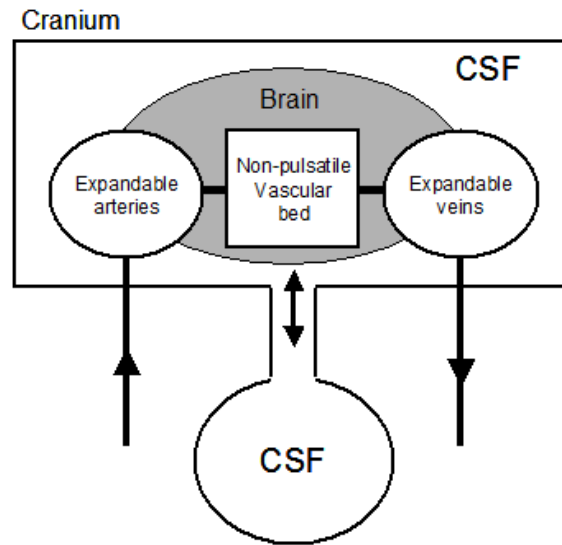 Cranium
CSF
Brain
Expandable
arteries
Non-pulsatile
Vascular
bed
Expandable
veins
CSF